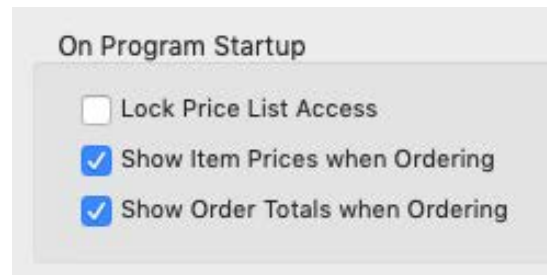 On Program Startup
Lock Price List Access
Show Item Prices when Ordering
Show Order Totals when Ordering